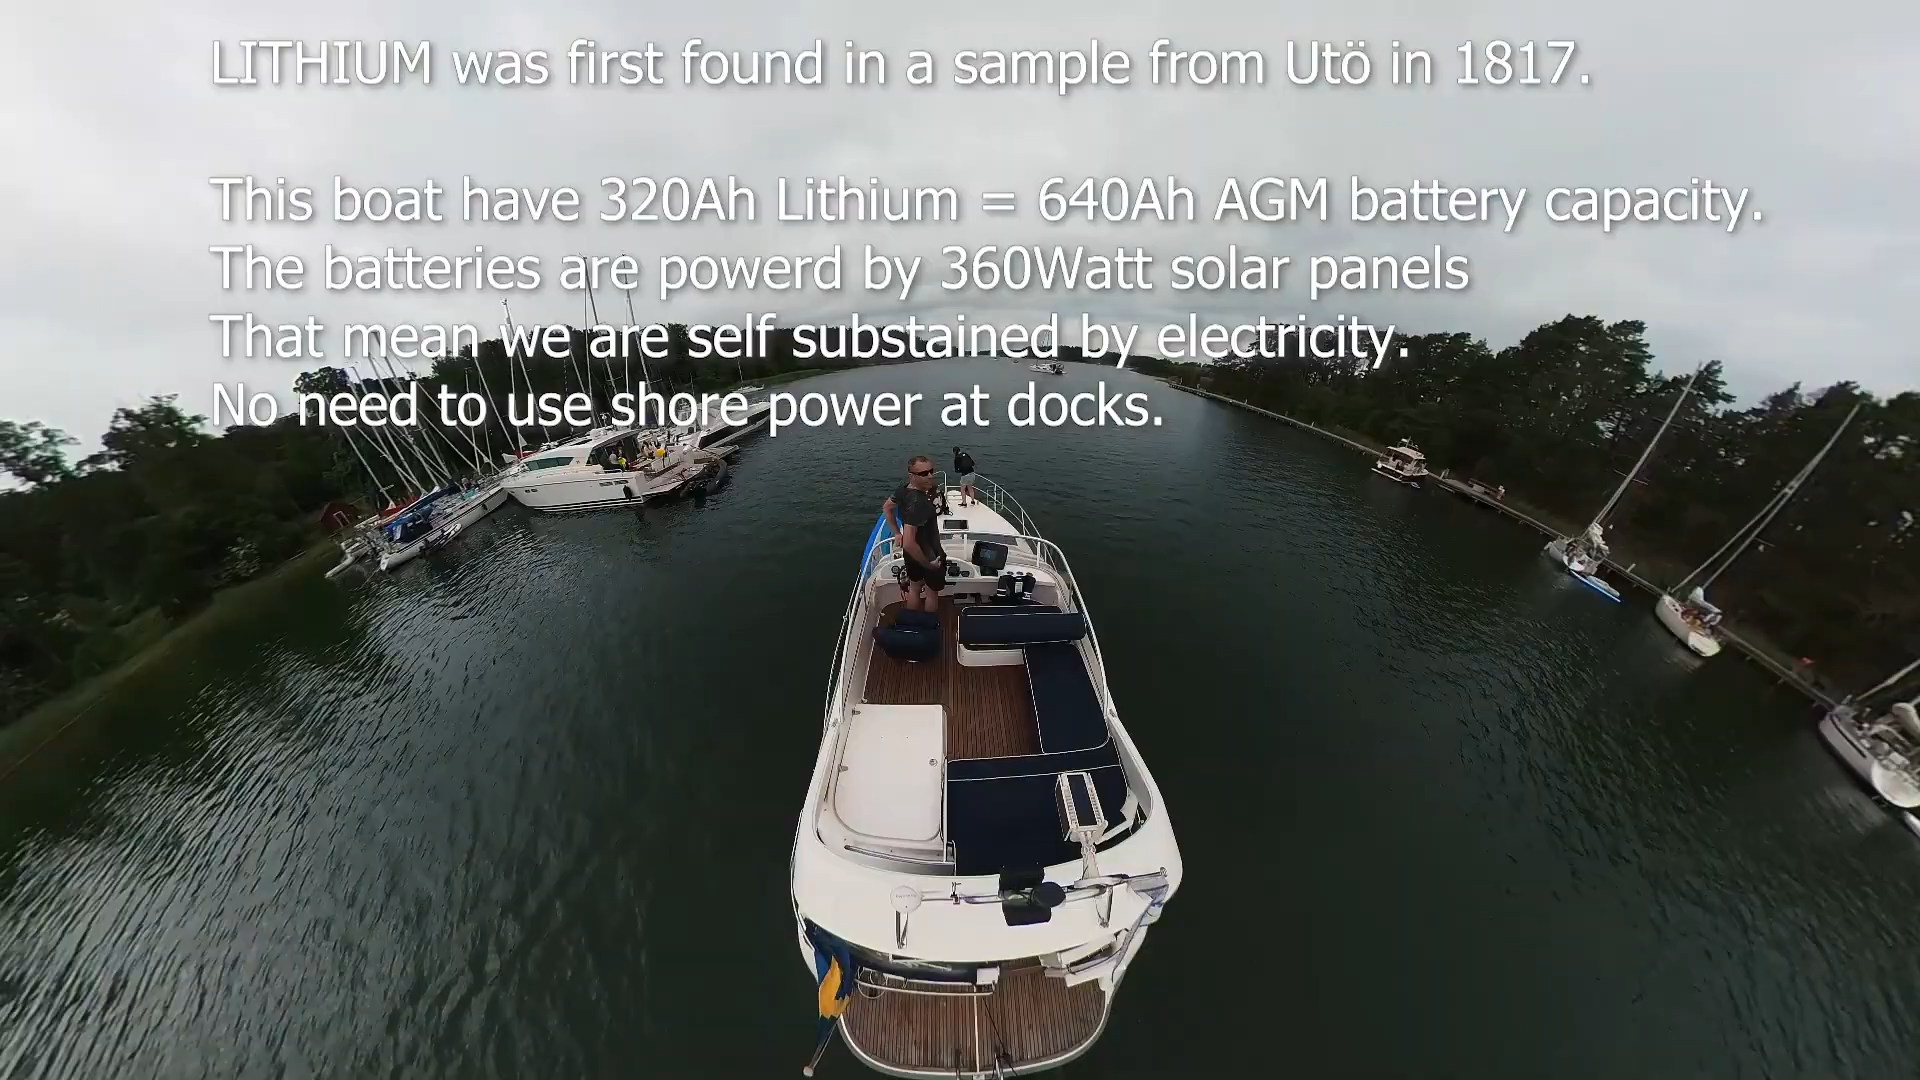 LITHIUM was first found in a sample from Utö in 1817.
This boat have 320Ah Lithium = 640Ah AGM battery capacity.
The batteries are powerd by 360Watt solar panels
That mean we are self substained by electricity.
No need to use shore power at docks.